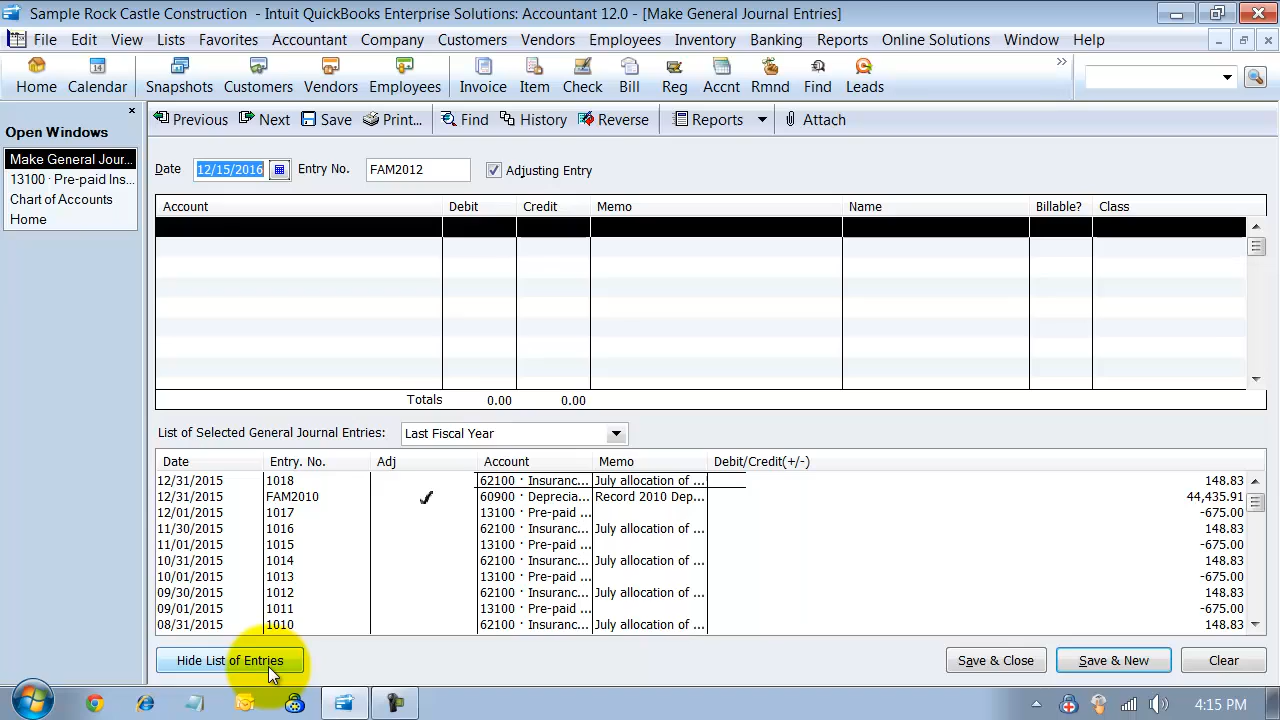 Sample Rock Castle Construction - Intuit QuickBooks Enterprise Solutions: Accountant 12.0 - [Make General Journal Entries]
File Edit View Lists Favorites Accountant Company Customers Vendors Employees Inventory Banking Reports Online Solutions Window Help
Home Calendar Snapshots Customers Vendors Employees Invoice Item Check Bill Reg Accnt Rmnd Find Leads
Open Windows
Make General Jour...
13100 · Pre-paid Ins...
Chart of Accounts
Home
Previous Next Save Print... Find History Reverse Reports Attach
Date 12/15/2016 Entry No. FAM2012 Adjusting Entry
Account Debit Credit Memo Name Billable? Class
Totals 0.00 0.00
List of Selected General Journal Entries: Last Fiscal Year
Date Entry. No. Adj Account Memo Debit/Credit(+/-)
12/31/2015 1018 62100 · Insuranc... July allocation of ... 148.83
12/31/2015 FAM2010 60900 · Deprecia... Record 2010 Dep... 44,435.91
12/01/2015 1017 13100 · Pre-paid ... -675.00
11/30/2015 1016 62100 · Insuranc... July allocation of ... 148.83
11/01/2015 1015 13100 · Pre-paid ... -675.00
10/31/2015 1014 62100 · Insuranc... July allocation of ... 148.83
10/01/2015 1013 13100 · Pre-paid ... -675.00
09/30/2015 1012 62100 · Insuranc... July allocation of ... 148.83
09/01/2015 1011 13100 · Pre-paid ... -675.00
08/31/2015 1010 62100 · Insuranc... July allocation of ... 148.83
Hide List of Entries Save & Close Save & New Clear
4:15 PM